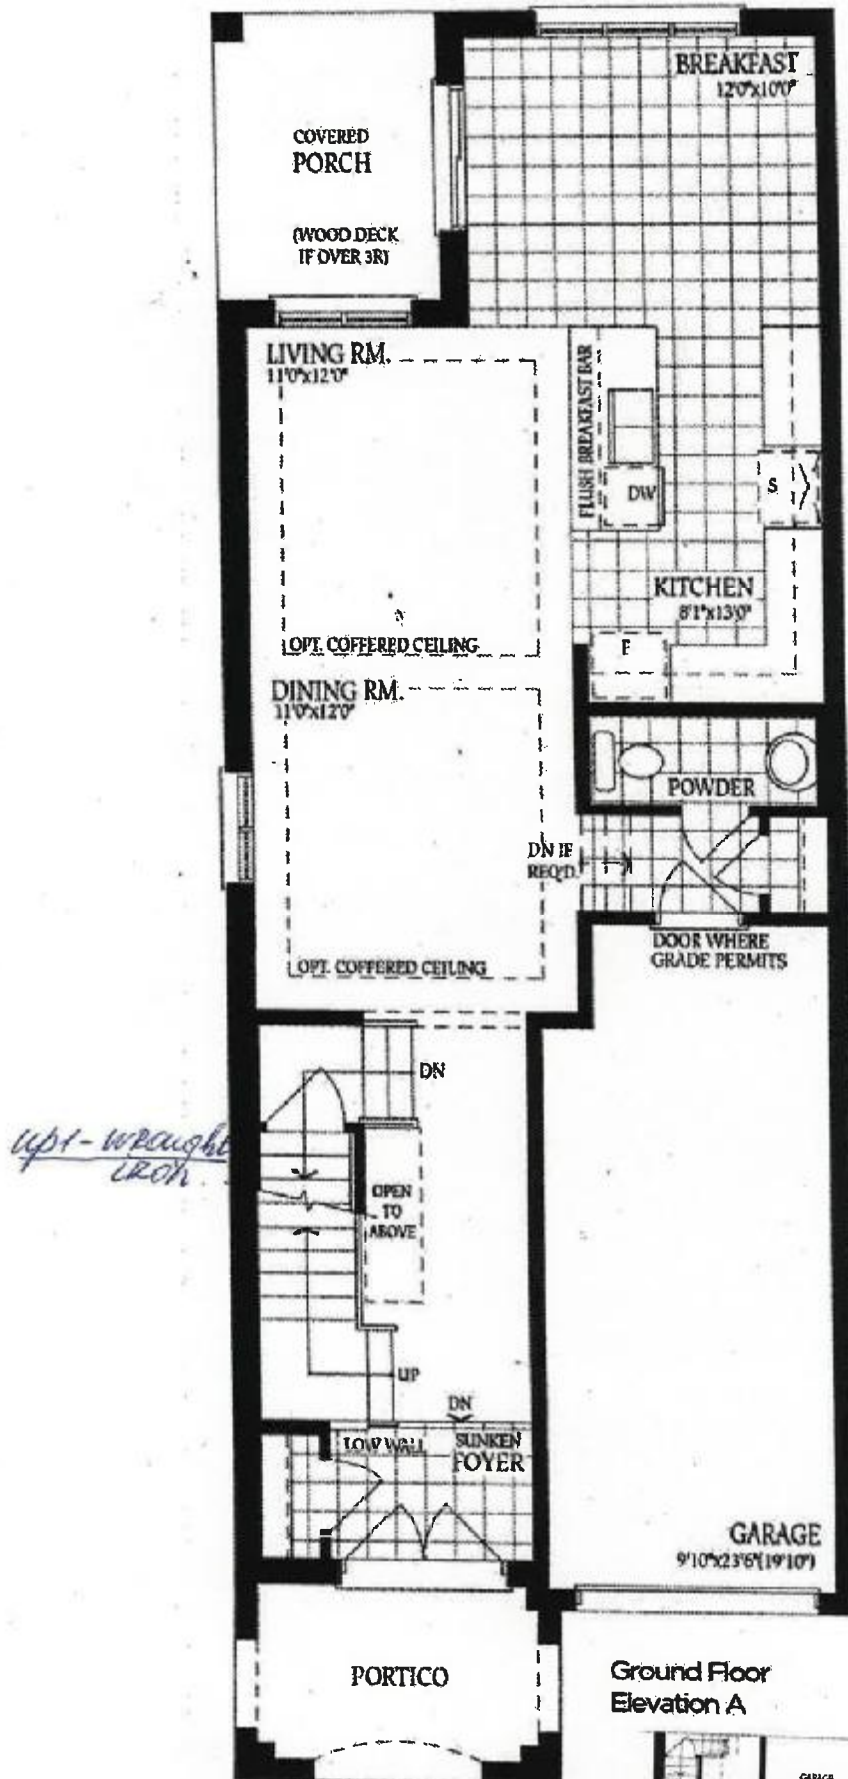 BREAKFAST
12'0"x10'0"
COVERED
PORCH
(WOOD DECK
IF OVER 3R)
LIVING RM.
11'0"x12'0"
FLUSH BREAKFAST BAR
DW
S
KITCHEN
8'1"x13'0"
OPT. COFFERED CEILING
F
DINING RM.
11'0"x12'0"
POWDER
DN IF
REQ'D.
DOOR WHERE
GRADE PERMITS
OPT. COFFERED CEILING
DN
up1 - wraught
iron.
OPEN
TO
ABOVE
UP
DN
LOW WALL
SUNKEN
FOYER
GARAGE
9'10"x23'6"(19'10")
PORTICO
Ground Floor
Elevation A
GARAGE